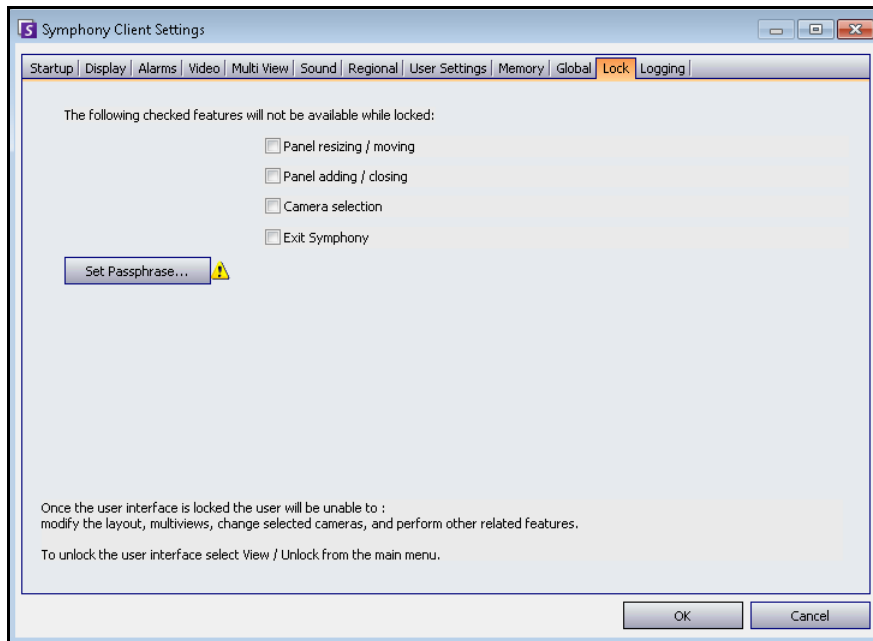 Symphony Client Settings
Startup Display Alarms Video Multi View Sound Regional User Settings Memory Global Lock Logging
The following checked features will not be available while locked:
Panel resizing / moving
Panel adding / closing
Camera selection
Exit Symphony
Set Passphrase...
Once the user interface is locked the user will be unable to :
modify the layout, multiviews, change selected cameras, and perform other related features.
To unlock the user interface select View / Unlock from the main menu.
OK Cancel